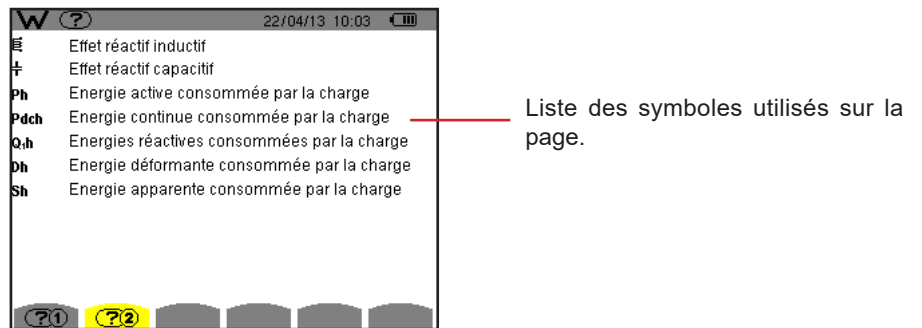 W ? 22/04/13 10:03
Effet réactif inductif
Effet réactif capacitif
Ph Energie active consommée par la charge
Pdch Energie continue consommée par la charge
Q₁h Energies réactives consommées par la charge
Dh Energie déformante consommée par la charge
Sh Energie apparente consommée par la charge
?1 ?2
Liste des symboles utilisés sur la
page.